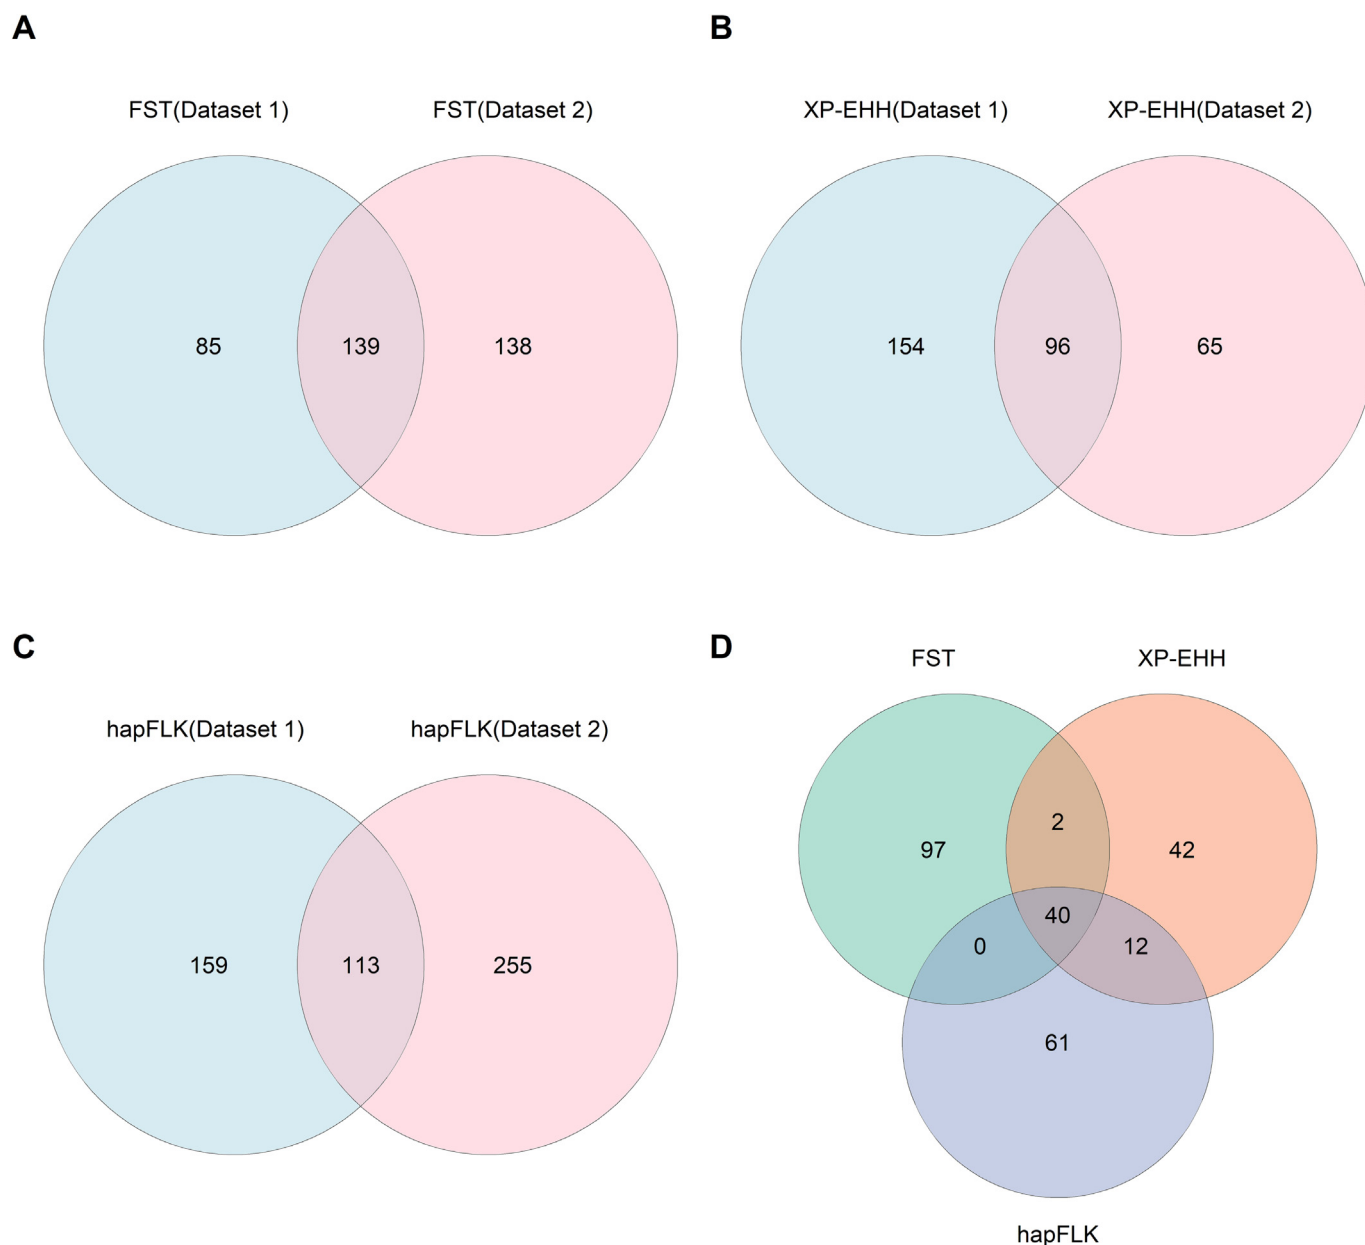 A
B
FST(Dataset 1)
FST(Dataset 2)
XP-EHH(Dataset 1)
XP-EHH(Dataset 2)
85
139
138
154
96
65
C
D
FST
XP-EHH
hapFLK(Dataset 1)
hapFLK(Dataset 2)
2
97
42
40
0
12
159
113
255
61
hapFLK